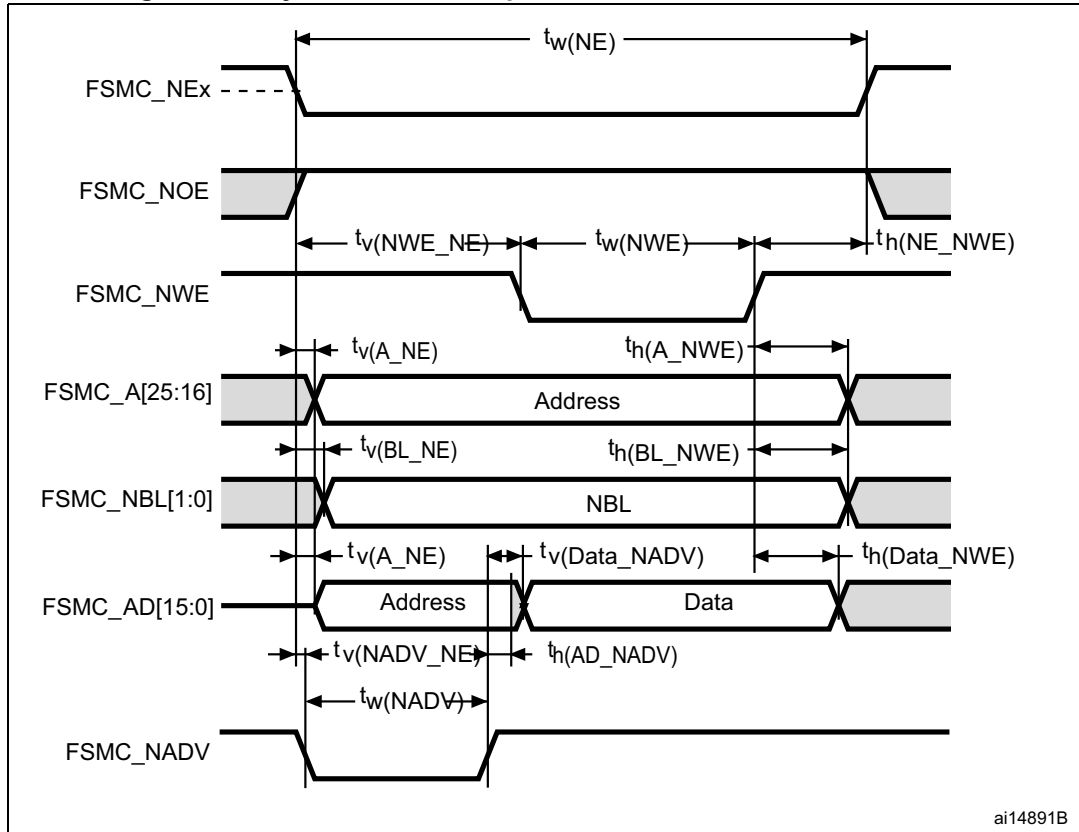 tw(NE)
FSMC_NEx
FSMC_NOE
tv(NWE_NE) tw(NWE) th(NE_NWE)
FSMC_NWE
tv(A_NE) th(A_NWE)
FSMC_A[25:16] Address
tv(BL_NE) th(BL_NWE)
FSMC_NBL[1:0] NBL
tv(A_NE) tv(Data_NADV) th(Data_NWE)
FSMC_AD[15:0] Address Data
tv(NADV_NE) th(AD_NADV)
tw(NADV)
FSMC_NADV
ai14891B